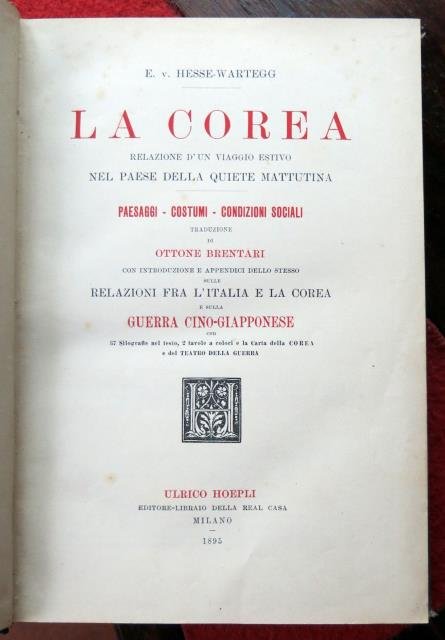 E. v. HESSE-WARTEGG
LA COREA
RELAZIONE D'UN VIAGGIO ESTIVO
NEL PAESE DELLA QUIETE MATTUTINA
PAESAGGI - COSTUMI - CONDIZIONI SOCIALI
TRADUZIONE
DI
OTTONE BRENTARI
CON INTRODUZIONE E APPENDICI DELLO STESSO
SULLE
RELAZIONI FRA L'ITALIA E LA COREA
E SULLA
GUERRA CINO-GIAPPONESE
CON
57 Silografie nel testo, 2 tavole a colori e la Carta della COREA
e del TEATRO DELLA GUERRA
H
ULRICO HOEPLI
EDITORE-LIBRAIO DELLA REAL CASA
MILANO
1895